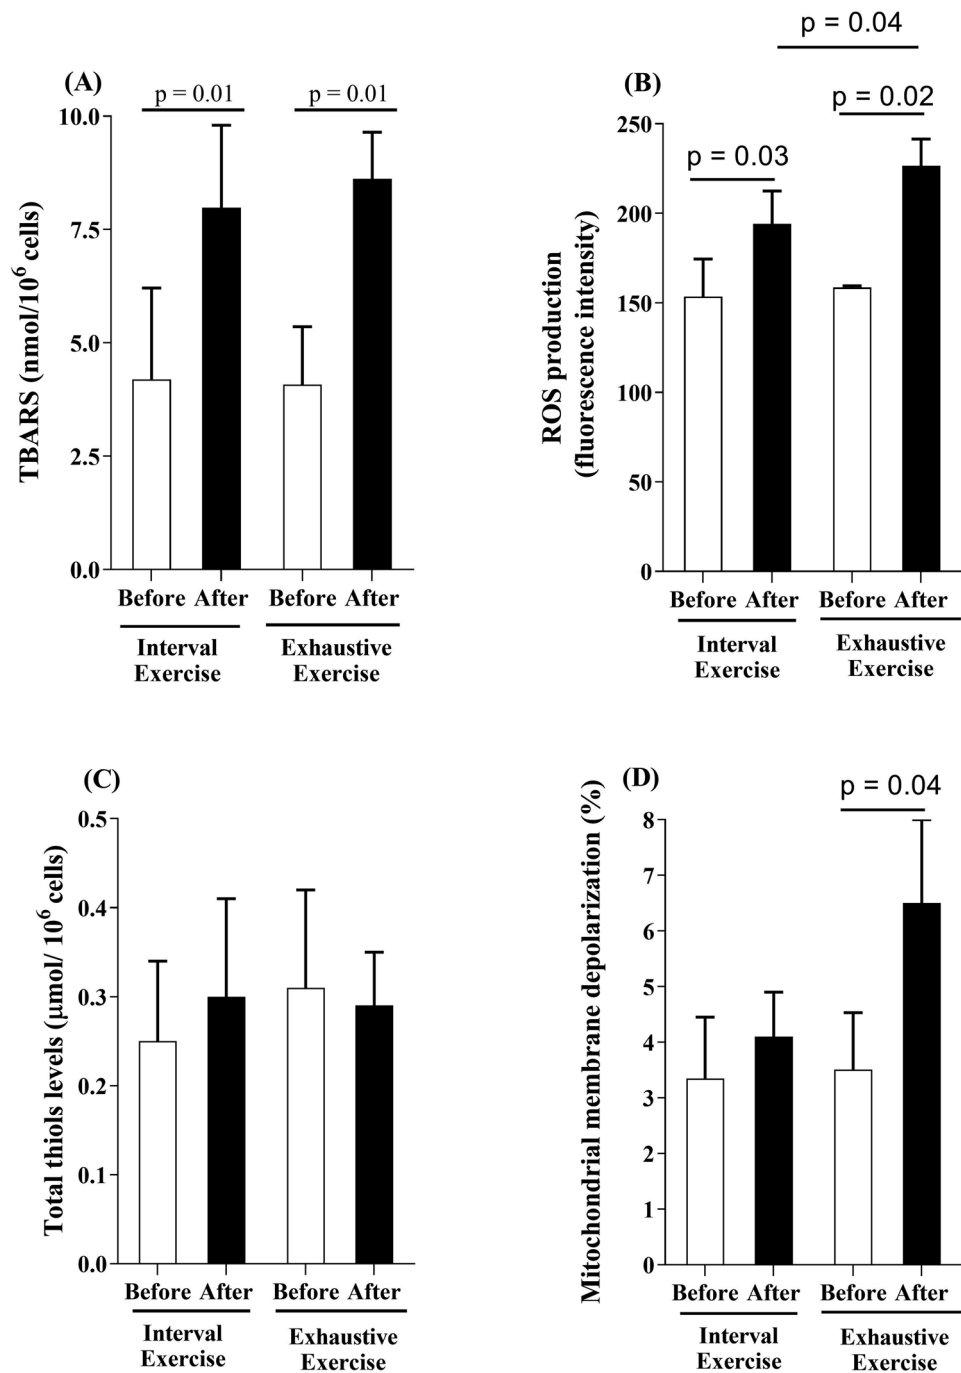 (A)
p = 0.01
p = 0.01
TBARS (nmol/10⁶ cells)
10.0
7.5
5.0
2.5
0.0
Before After
Before After
Interval
Exercise
Exhaustive
Exercise
p = 0.04
(B)
p = 0.02
p = 0.03
ROS production
(fluorescence intensity)
250
200
150
100
50
0
Before After
Before After
Interval
Exercise
Exhaustive
Exercise
(C)
Total thiols levels (μmol/ 10⁶ cells)
0.5
0.4
0.3
0.2
0.1
0.0
Before After
Before After
Interval
Exercise
Exhaustive
Exercise
(D)
p = 0.04
Mitochondrial membrane depolarization (%)
8
7
6
5
4
3
2
1
0
Before After
Before After
Interval
Exercise
Exhaustive
Exercise